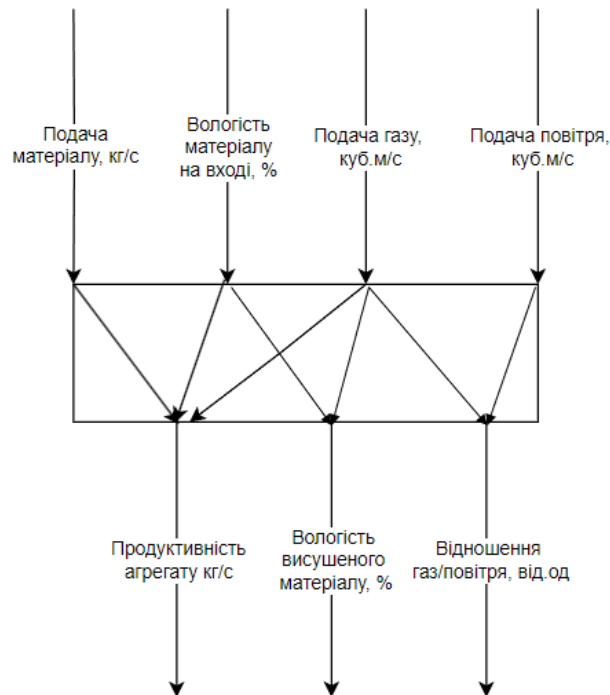 Подача
матеріалу, кг/с
Вологість
матеріалу
на вході, %
Подача газу,
куб.м/с
Подача повітря,
куб.м/с
Продуктивність
агрегату кг/с
Вологість
висушеного
матеріалу, %
Відношення
газ/повітря, від.од